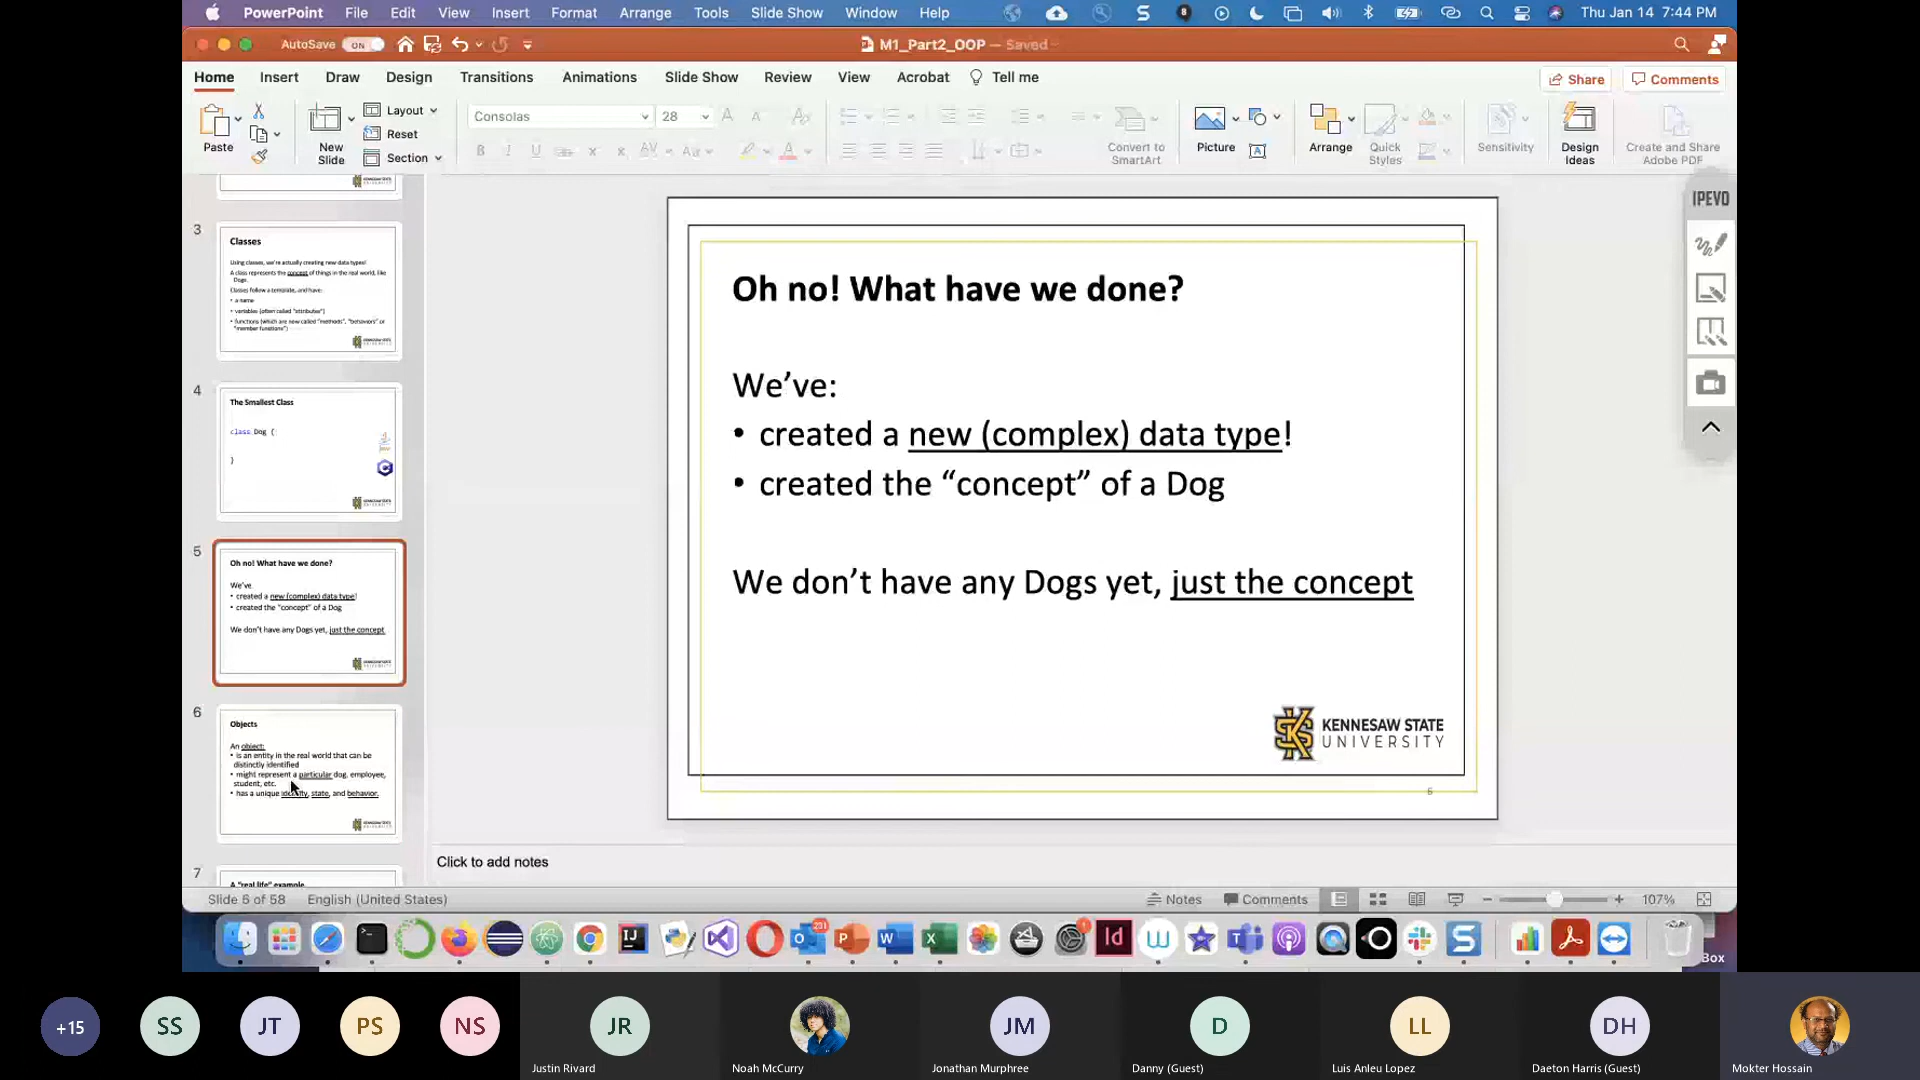 PowerPoint File Edit View Insert Format Arrange Tools Slide Show Window Help 8 Thu Jan 14 7:44 PM
AutoSave ON M1_Part2_OOP — Saved
Home Insert Draw Design Transitions Animations Slide Show Review View Acrobat Tell me Share Comments
Paste
New Slide
Layout
Reset
Section
Consolas 28
Convert to SmartArt
Picture
Arrange
Quick Styles
Sensitivity
Design Ideas
Create and Share Adobe PDF
IPEVO
3
Classes
Using classes, we're actually creating new data types!
A class represents the concept of things in the real world, like Dogs.
Classes follow a template, and have:
• a name
• variables (often called "attributes")
• functions (which are now called "methods", "behaviors" or "member functions")
4
The Smallest Class
class Dog {
}
5
Oh no! What have we done?
We've
• created a new (complex) data type!
• created the "concept" of a Dog
We don't have any Dogs yet, just the concept
6
Objects
An object:
• is an entity in the real world that can be distinctly identified
• might represent a particular dog, employee, student, etc.
• has a unique identity, state, and behavior.
7
A "real life" example
Oh no! What have we done?
We've:
• created a new (complex) data type!
• created the “concept” of a Dog
We don't have any Dogs yet, just the concept
KENNESAW STATE
UNIVERSITY
Click to add notes
Slide 6 of 58 English (United States) Notes Comments 107%
Box
+15 SS JT PS NS JR JM D LL DH
Justin Rivard Noah McCurry Jonathan Murphree Danny (Guest) Luis Anleu Lopez Daeton Harris (Guest) Mokter Hossain